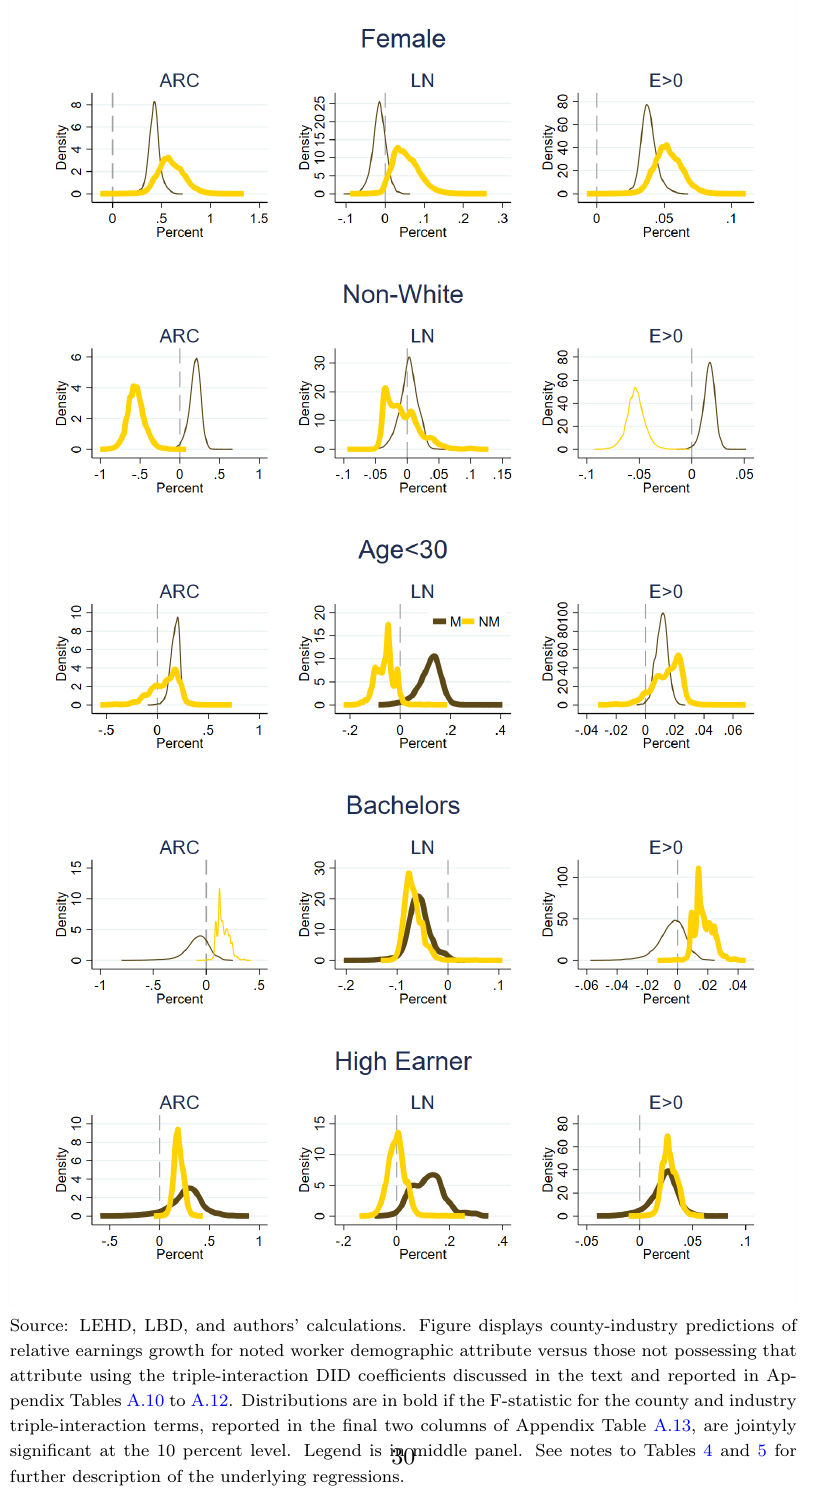 Female
ARC LN E>0
Density
0 2 4 6 8
0 .5 1 1.5
Percent
Density
0 5 10 15 20 25
-.1 0 .1 .2 .3
Percent
Density
0 20 40 60 80
0 .05 .1
Percent
Non-White
ARC LN E>0
Density
0 2 4 6
-1 -.5 0 .5 1
Percent
Density
0 10 20 30
-.1 -.05 0 .05 .1 .15
Percent
Density
0 20 40 60 80
-.1 -.05 0 .05
Percent
Age<30
ARC LN E>0
Density
0 2 4 6 8 10
-.5 0 .5 1
Percent
Density
0 5 10 15 20
M NM
-.2 0 .2 .4
Percent
Density
0 20 40 60 80 100
-.04 -.02 0 .02 .04 .06
Percent
Bachelors
ARC LN E>0
Density
0 5 10 15
-1 -.5 0 .5
Percent
Density
0 10 20 30
-.2 -.1 0 .1
Percent
Density
0 50 100
-.06 -.04 -.02 0 .02 .04
Percent
High Earner
ARC LN E>0
Density
0 2 4 6 8 10
-.5 0 .5 1
Percent
Density
0 5 10 15
-.2 0 .2 .4
Percent
Density
0 20 40 60 80
-.05 0 .05 .1
Percent
Source: LEHD, LBD, and authors' calculations. Figure displays county-industry predictions of
relative earnings growth for noted worker demographic attribute versus those not possessing that
attribute using the triple-interaction DID coefficients discussed in the text and reported in Ap-
pendix Tables A.10 to A.12. Distributions are in bold if the F-statistic for the county and industry
triple-interaction terms, reported in the final two columns of Appendix Table A.13, are jointyly
significant at the 10 percent level. Legend is in middle panel. See notes to Tables 4 and 5 for
further description of the underlying regressions.
30